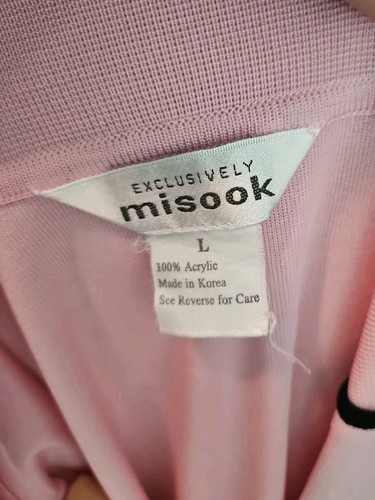 EXCLUSIVELY
misook
L
100% Acrylic
Made in Korea
See Reverse for Care